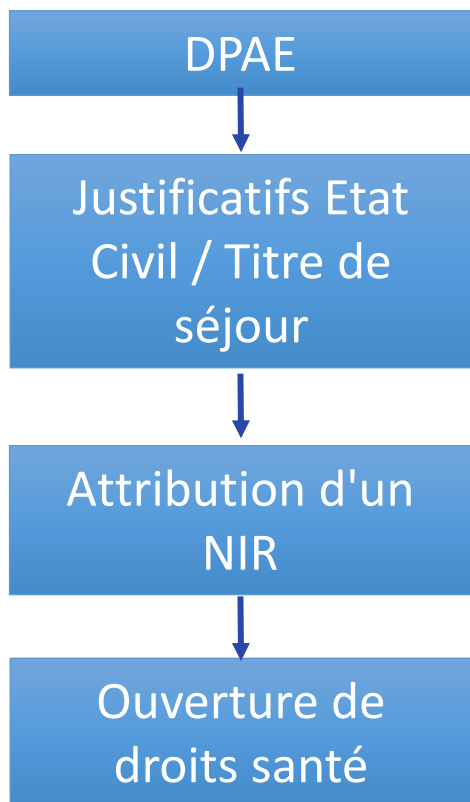 DPAE
Justificatifs Etat
Civil / Titre de
séjour
Attribution d'un
NIR
Ouverture de
droits santé